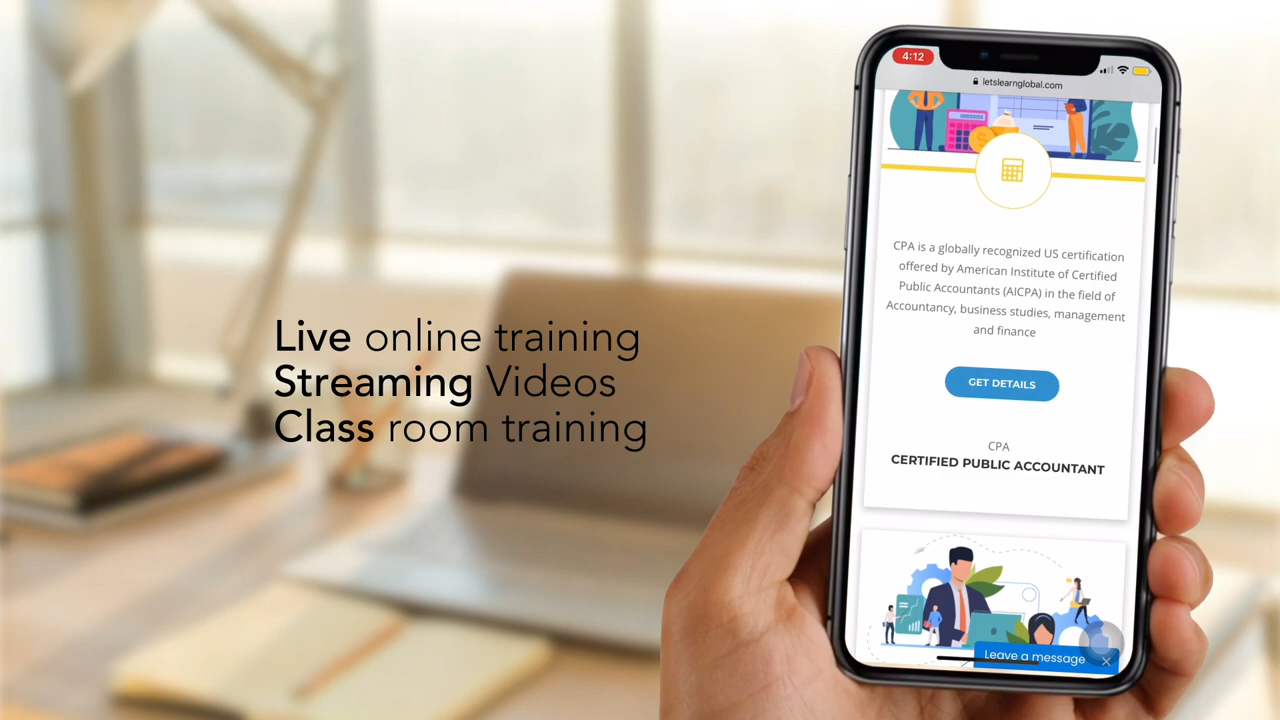 Live online training
Streaming Videos
Class room training
4:12
letslearnglobal.com
CPA is a globally recognized US certification
offered by American Institute of Certified
Public Accountants (AICPA) in the field of
Accountancy, business studies, management
and finance
GET DETAILS
CPA
CERTIFIED PUBLIC ACCOUNTANT
Leave a message